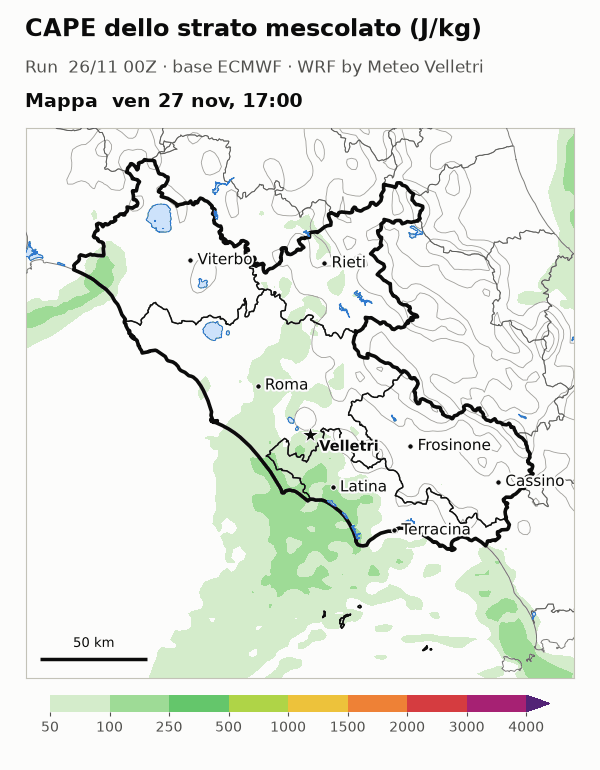 CAPE dello strato mescolato (J/kg)
Run  26/11 00Z · base ECMWF · WRF by Meteo Velletri
Mappa  ven 27 nov, 17:00
Viterbo
Rieti
Roma
Velletri
Frosinone
Cassino
Latina
Terracina
50 km
50 100 250 500 1000 1500 2000 3000 4000